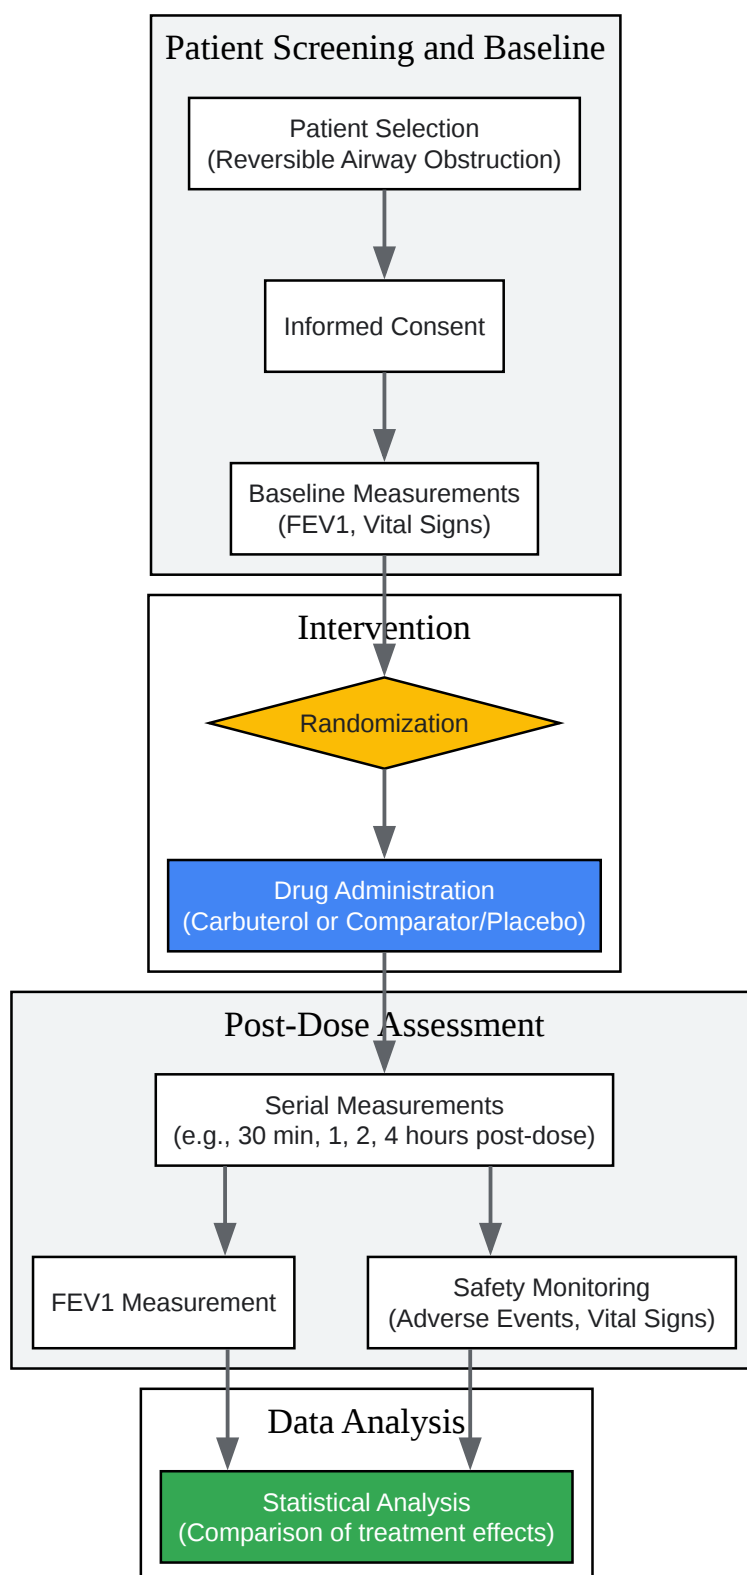 Patient Screening and Baseline
Patient Selection
(Reversible Airway Obstruction)
Informed Consent
Baseline Measurements
(FEV1, Vital Signs)
Intervention
Randomization
Drug Administration
(Carbuterol or Comparator/Placebo)
Post-Dose Assessment
Serial Measurements
(e.g., 30 min, 1, 2, 4 hours post-dose)
FEV1 Measurement
Safety Monitoring
(Adverse Events, Vital Signs)
Data Analysis
Statistical Analysis
(Comparison of treatment effects)